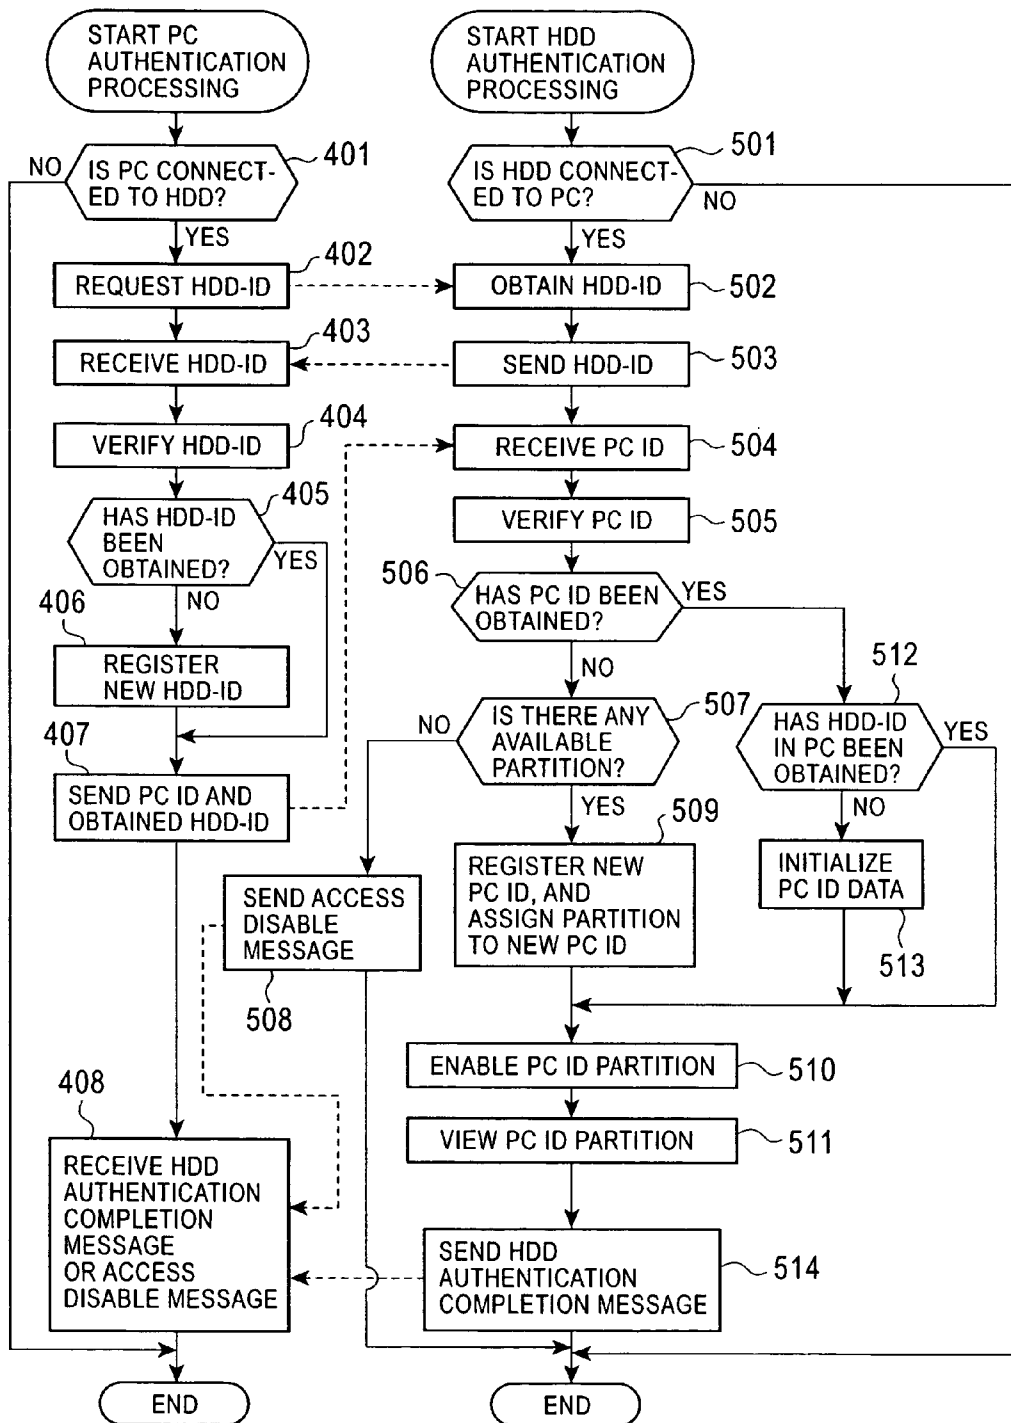 START PC
AUTHENTICATION
PROCESSING
START HDD
AUTHENTICATION
PROCESSING
401
NO
IS PC CONNECT-
ED TO HDD?
YES
501
IS HDD CONNECT-
ED TO PC?
NO
YES
402
REQUEST HDD-ID
OBTAIN HDD-ID
502
403
RECEIVE HDD-ID
SEND HDD-ID
503
404
VERIFY HDD-ID
RECEIVE PC ID
504
405
HAS HDD-ID
BEEN
OBTAINED?
YES
NO
VERIFY PC ID
505
506
HAS PC ID BEEN
OBTAINED?
YES
NO
406
REGISTER
NEW HDD-ID
512
HAS HDD-ID
IN PC BEEN
OBTAINED?
YES
NO
NO
IS THERE ANY
AVAILABLE
PARTITION?
507
YES
407
SEND PC ID AND
OBTAINED HDD-ID
509
REGISTER NEW
PC ID, AND
ASSIGN PARTITION
TO NEW PC ID
INITIALIZE
PC ID DATA
513
SEND ACCESS
DISABLE
MESSAGE
508
ENABLE PC ID PARTITION
510
VIEW PC ID PARTITION
511
408
RECEIVE HDD
AUTHENTICATION
COMPLETION
MESSAGE
OR ACCESS
DISABLE MESSAGE
SEND HDD
AUTHENTICATION
COMPLETION MESSAGE
514
END
END